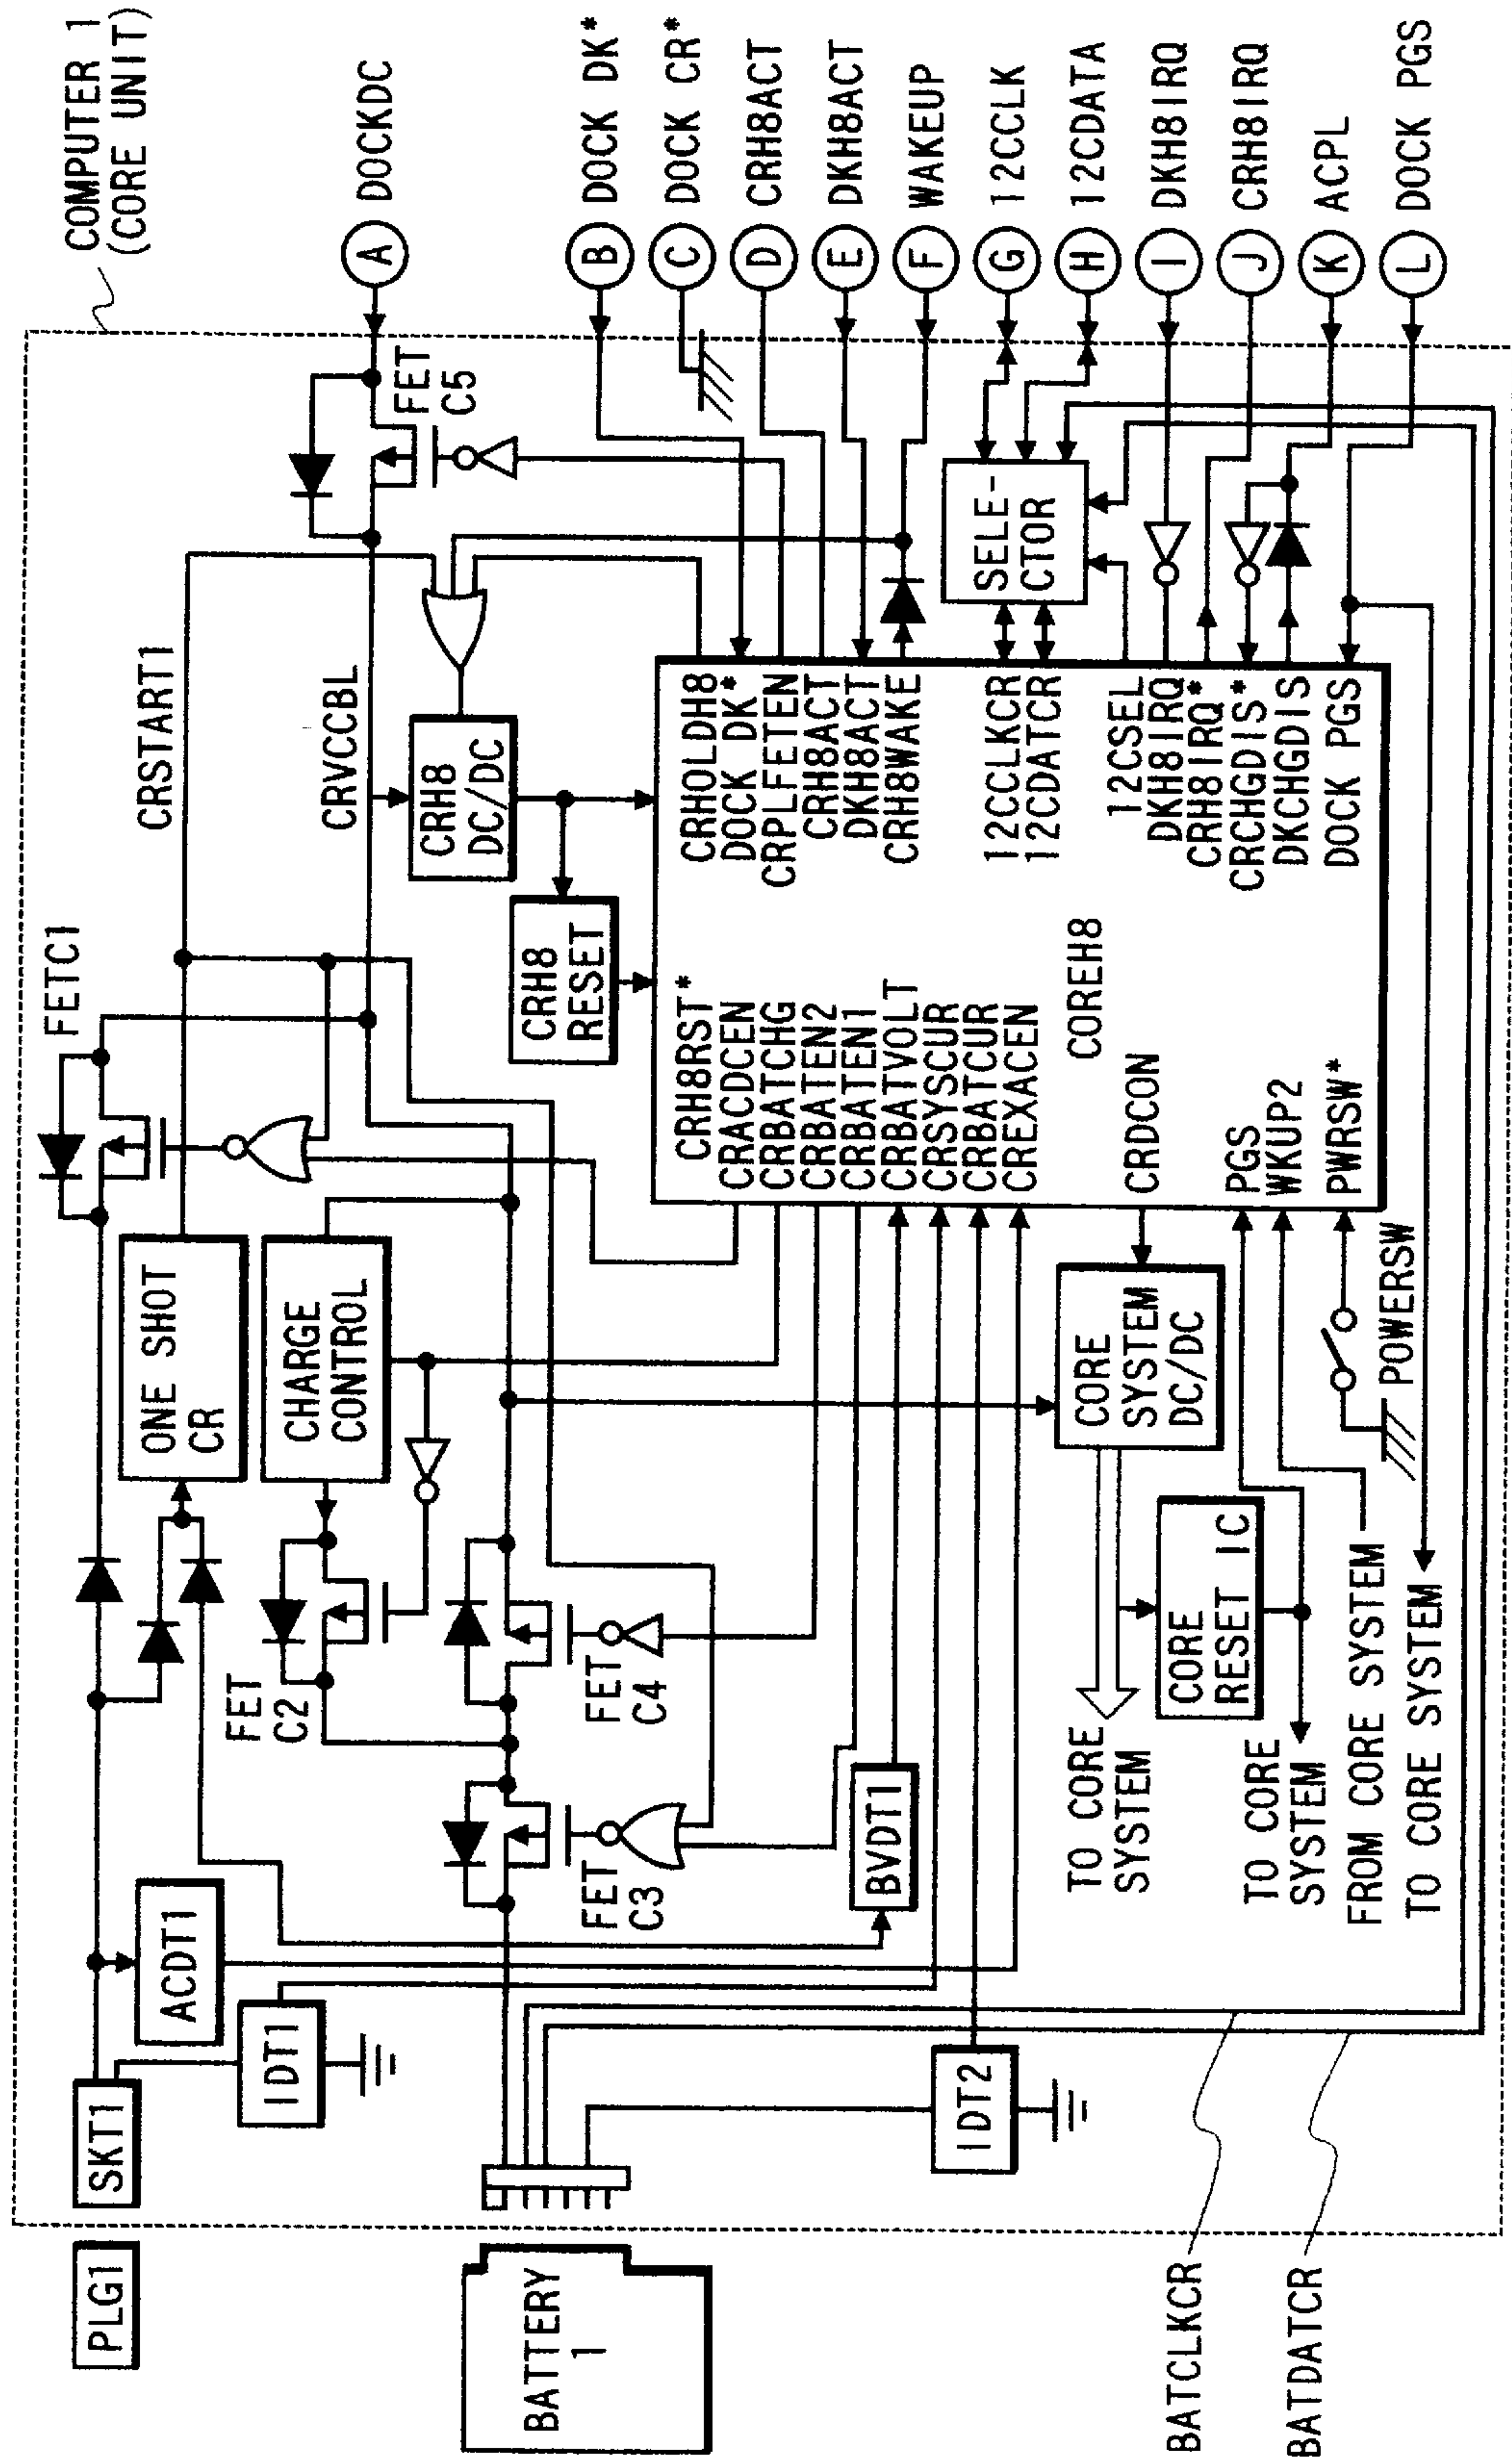 COMPUTER 1
(CORE UNIT)
A
DOCKDC
B
DOCK DK*
C
DOCK CR*
D
CRH8ACT
E
DKH8ACT
F
WAKEUP
G
12CCLK
H
12CDATA
I
DKH8IRQ
J
CRH8IRQ
K
ACPL
L
DOCK PGS
FET
C5
CRSTART1
CRVCCBL
FETC1
CRH8
DC/DC
CRH8
RESET
SELE-
CTOR
CRHOLDH8
DOCK DK*
CRPLFETEN
CRH8ACT
DKH8ACT
CRH8WAKE
12CCLKCR
12CDATCR
12CSEL
DKH8IRQ
CRH8IRQ*
CRCHGDIS*
DKCHGDIS
DOCK PGS
COREH8
CRH8RST*
CRACDCEN
CRBATCHG
CRBATEN2
CRBATEN1
CRBATVOLT
CRSYSCUR
CRBATCUR
CREXACEN
CRDCON
PGS
WKUP2
PWRSW*
POWERSW
ONE SHOT
CR
CHARGE
CONTROL
FET
C2
FET
C4
FET
C3
CORE
SYSTEM
DC/DC
CORE
RESET IC
BVDT1
TO CORE
SYSTEM
TO CORE
SYSTEM
FROM CORE SYSTEM
TO CORE SYSTEM
ACDT1
IDT1
IDT2
SKT1
PLG1
BATTERY
1
BATCLKCR
BATDATCR